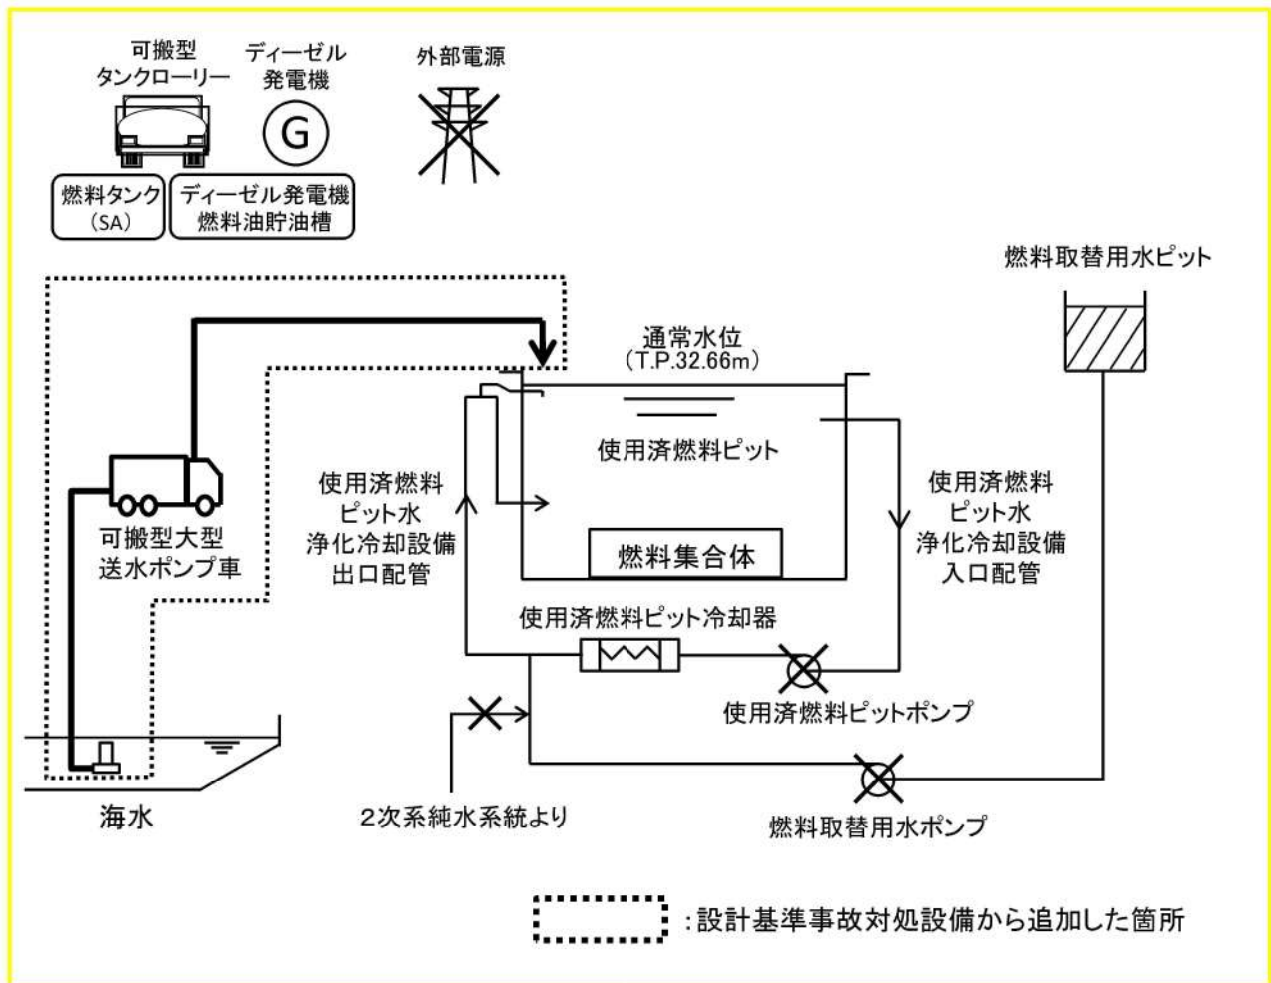 可搬型
タンクローリー
ディーゼル
発電機
外部電源
G
燃料タンク
(SA)
ディーゼル発電機
燃料油貯油槽
燃料取替用水ピット
通常水位
(T.P.32.66m)
使用済燃料ピット
使用済燃料
ピット水
浄化冷却設備
出口配管
使用済燃料
ピット水
浄化冷却設備
入口配管
可搬型大型
送水ポンプ車
燃料集合体
使用済燃料ピット冷却器
使用済燃料ピットポンプ
海水
2次系純水系統より
燃料取替用水ポンプ
:設計基準事故対処設備から追加した箇所